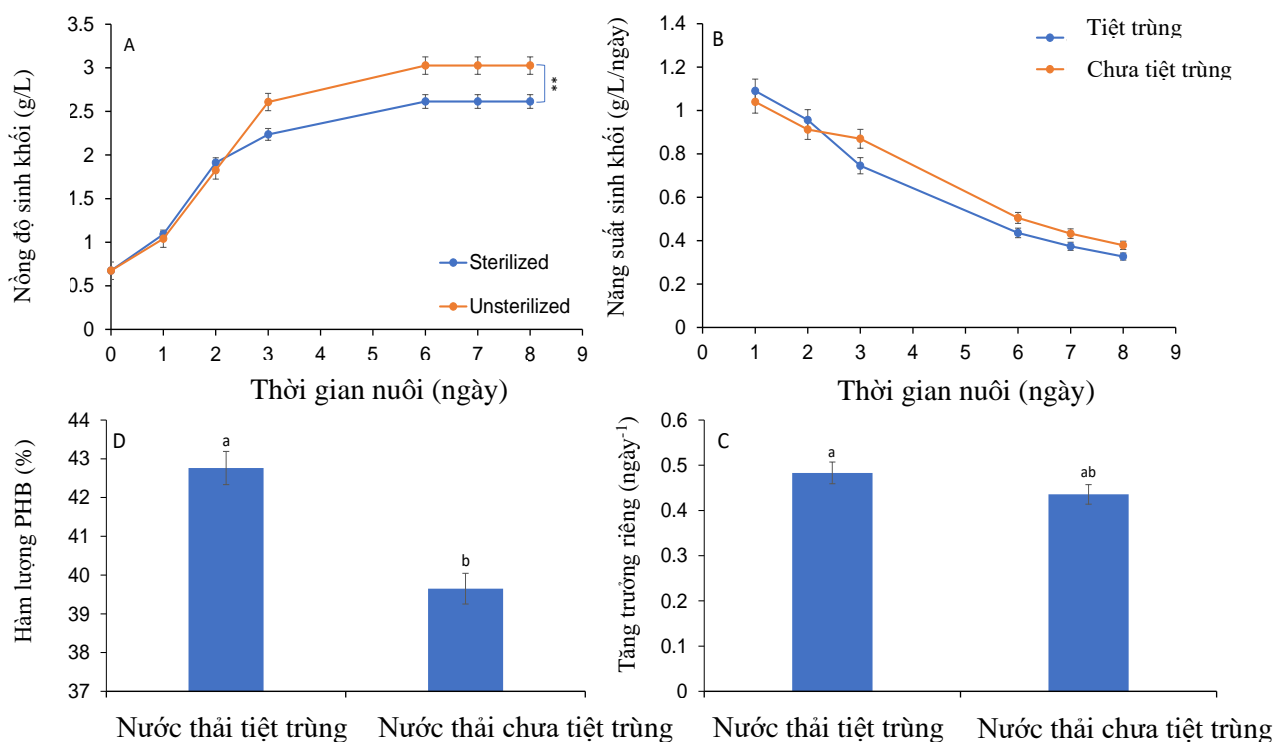 A
Nồng độ sinh khối (g/L)
3.5
3
2.5
2
1.5
1
0.5
0
0 1 2 3 4 5 6 7 8 9
Thời gian nuôi (ngày)
**
Sterilized
Unsterilized
B
Năng suất sinh khối (g/L/ngày)
1.4
1.2
1
0.8
0.6
0.4
0.2
0
0 1 2 3 4 5 6 7 8 9
Thời gian nuôi (ngày)
Tiệt trùng
Chưa tiệt trùng
D
Hàm lượng PHB (%)
44
43
42
41
40
39
38
37
a
b
Nước thải tiệt trùng
Nước thải chưa tiệt trùng
C
Tăng trưởng riêng (ngày-1)
0.6
0.5
0.4
0.3
0.2
0.1
0
a
ab
Nước thải tiệt trùng
Nước thải chưa tiệt trùng